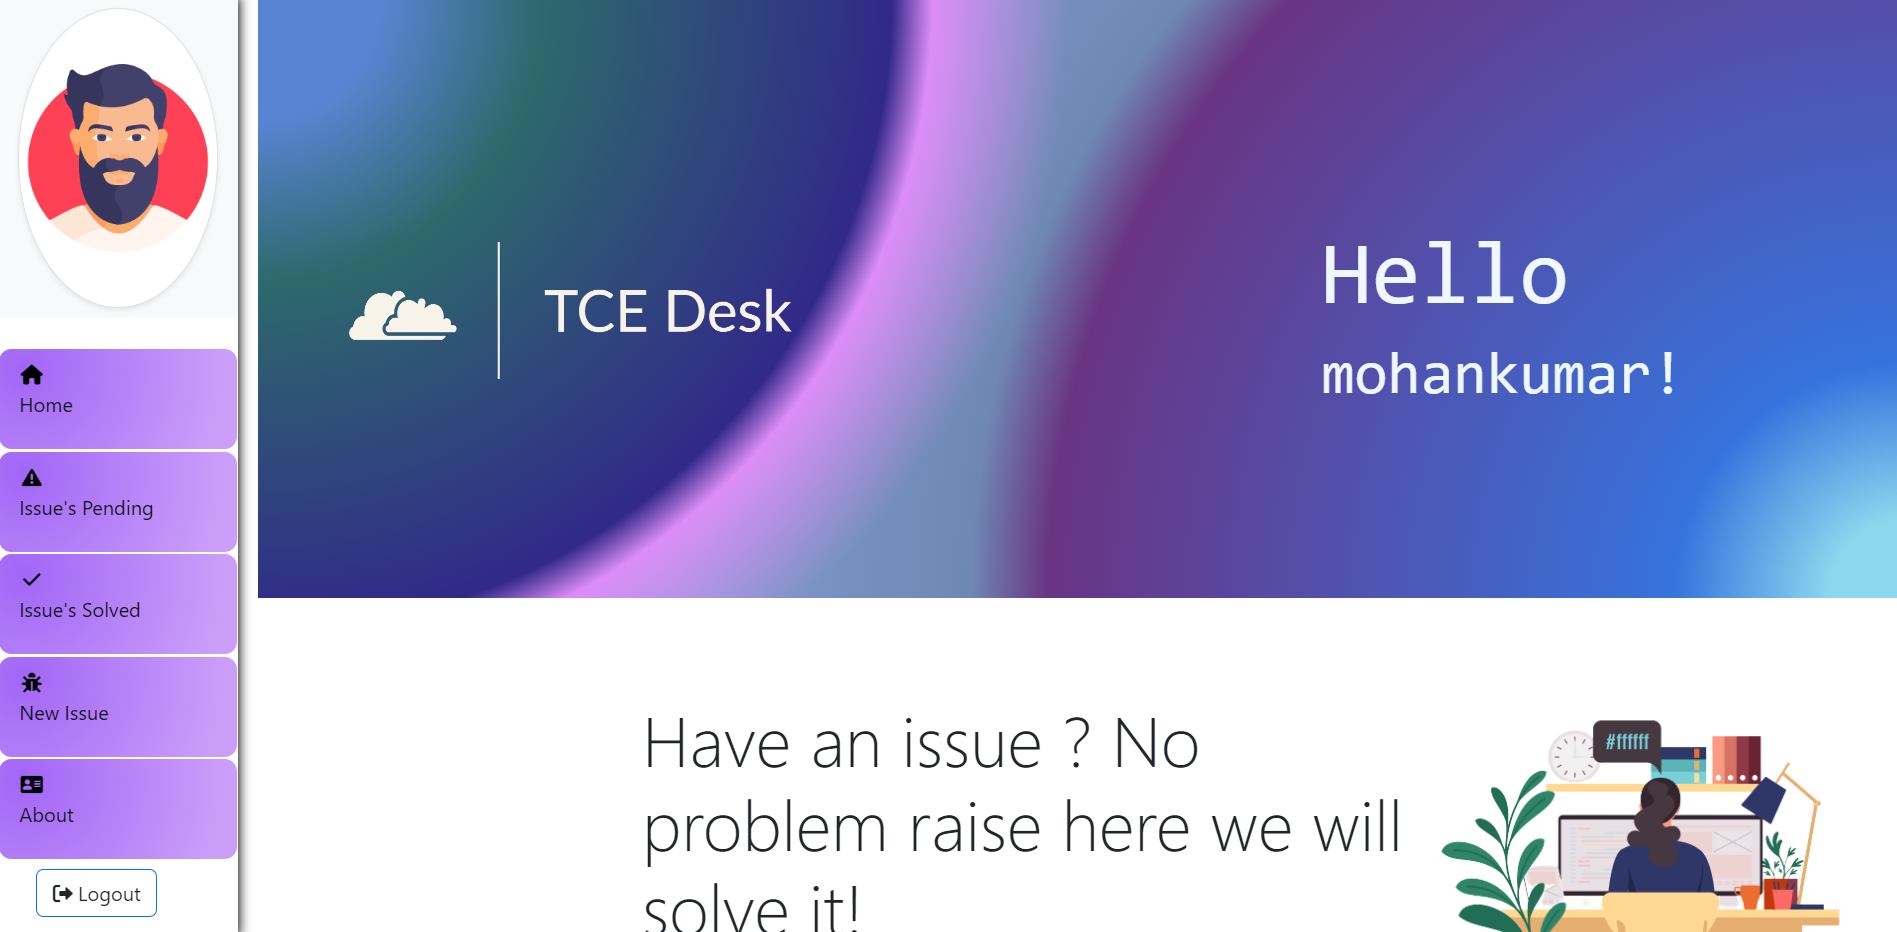 Home
Issue's Pending
Issue's Solved
New Issue
About
Logout
TCE Desk
Hello
mohankumar!
Have an issue ? No
problem raise here we will
solve it!
#ffffff